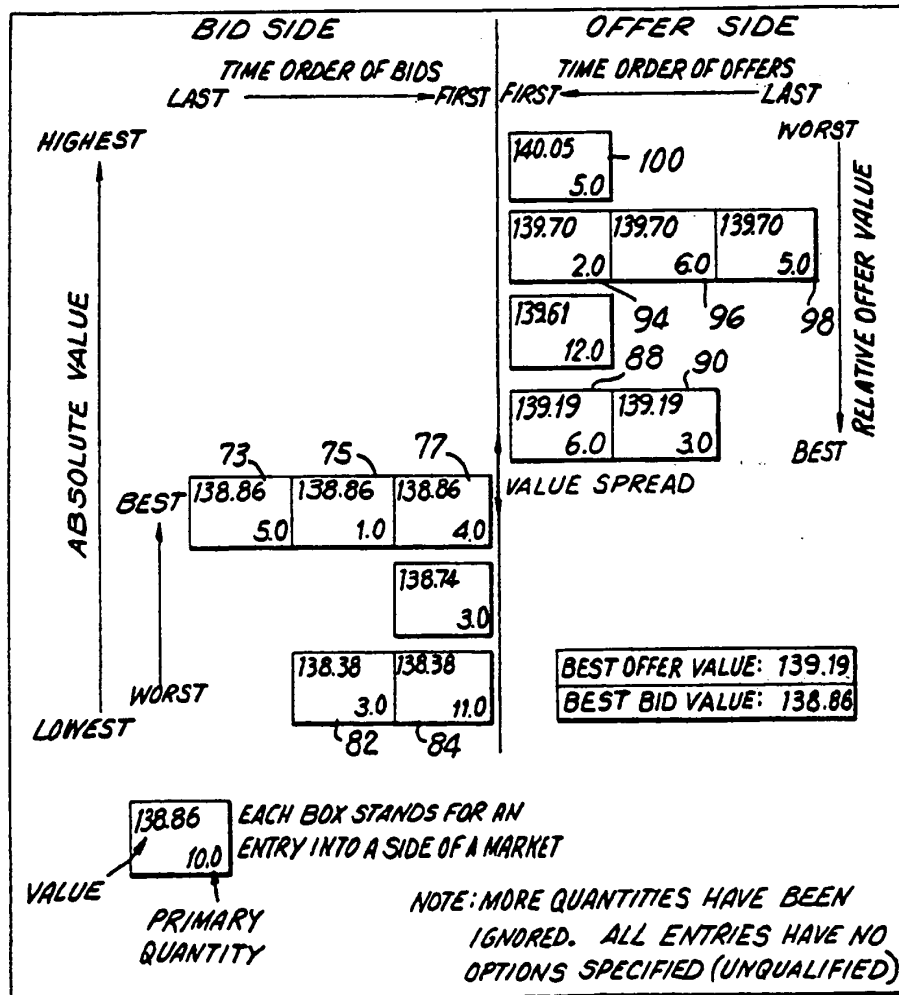 BID SIDE
OFFER SIDE
TIME ORDER OF BIDS
LAST
FIRST
TIME ORDER OF OFFERS
FIRST
LAST
HIGHEST
ABSOLUTE VALUE
LOWEST
WORST
RELATIVE OFFER VALUE
BEST
140.05
5.0
100
139.70 139.70 139.70
2.0 6.0 5.0
94 96 98
139.61
12.0
88 90
139.19 139.19
6.0 3.0
VALUE SPREAD
73 75 77
BEST
138.86 138.86 138.86
5.0 1.0 4.0
138.74
3.0
138.38 138.38
3.0 11.0
82 84
WORST
BEST OFFER VALUE: 139.19
BEST BID VALUE: 138.86
138.86
10.0
EACH BOX STANDS FOR AN
ENTRY INTO A SIDE OF A MARKET
VALUE
PRIMARY
QUANTITY
NOTE: MORE QUANTITIES HAVE BEEN
IGNORED. ALL ENTRIES HAVE NO
OPTIONS SPECIFIED (UNQUALIFIED)